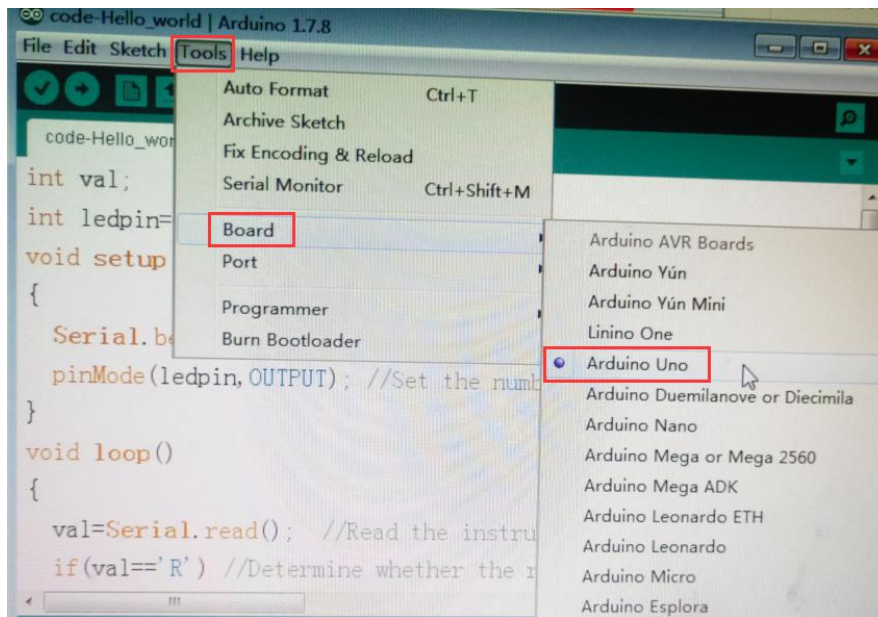 code-Hello_world | Arduino 1.7.8
File Edit Sketch Tools Help
Auto Format Ctrl+T
Archive Sketch
Fix Encoding & Reload
Serial Monitor Ctrl+Shift+M
Board
Port
Programmer
Burn Bootloader
Arduino AVR Boards
Arduino Yún
Arduino Yún Mini
Linino One
Arduino Uno
Arduino Duemilanove or Diecimila
Arduino Nano
Arduino Mega or Mega 2560
Arduino Mega ADK
Arduino Leonardo ETH
Arduino Leonardo
Arduino Micro
Arduino Esplora
code-Hello_wor
int val;
int ledpin=
void setup
{
Serial.be
pinMode(ledpin,OUTPUT); //Set the numb
}
void loop()
{
val=Serial.read(); //Read the instru
if(val=='R') //Determine whether the r